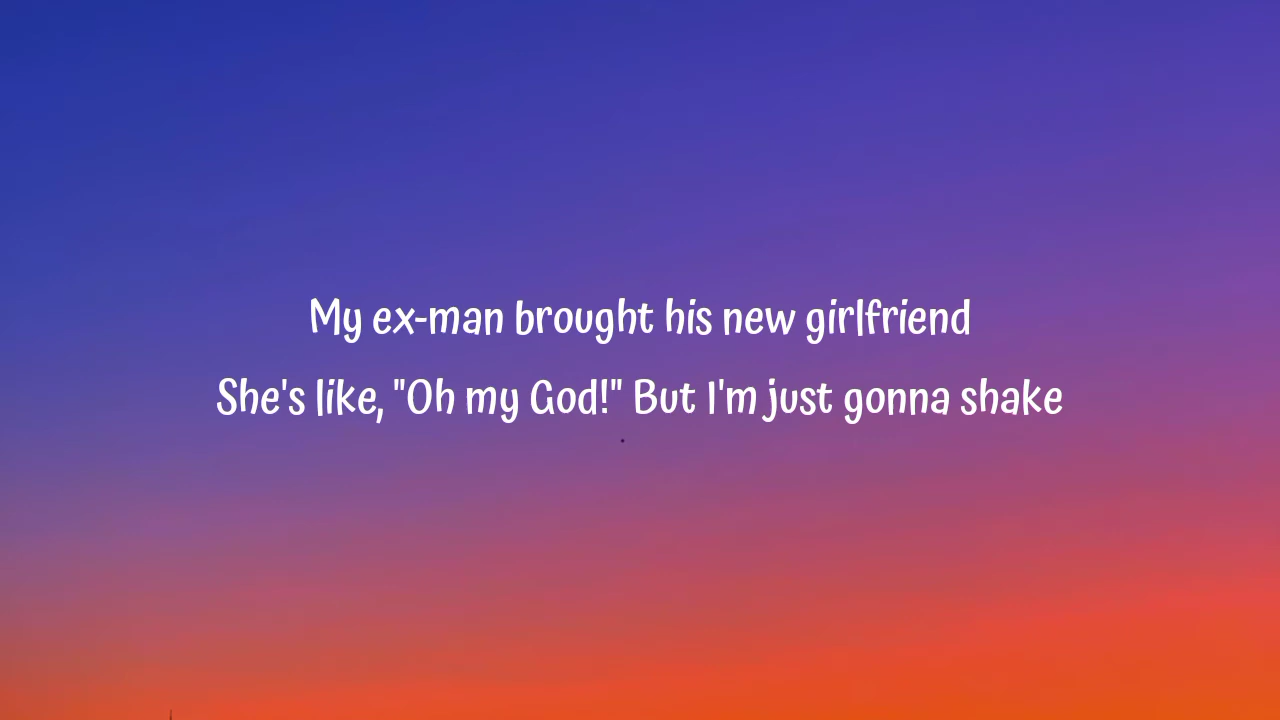 My ex-man brought his new girlfriend
She's like, "Oh my God!" But I'm just gonna shake